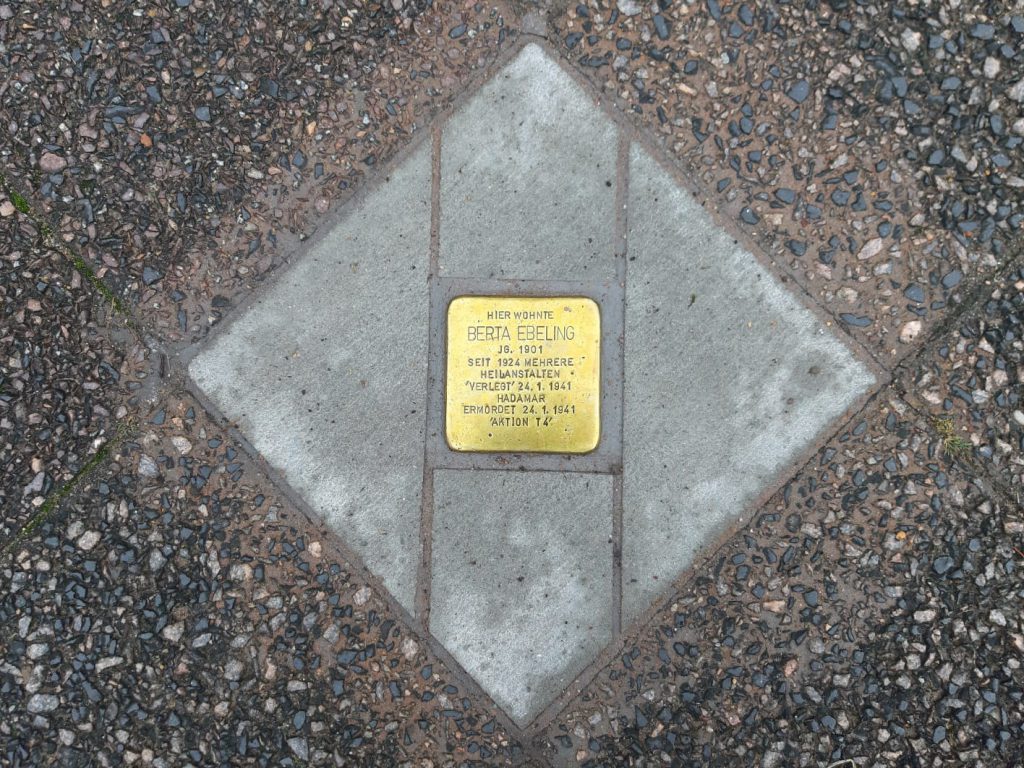 HIER WOHNTE
BERTA EBELING
JG. 1901
SEIT 1924 MEHRERE
HEILANSTALTEN
'VERLEGT' 24. 1. 1941
HADAMAR
ERMORDET 24. 1. 1941
'AKTION T4'